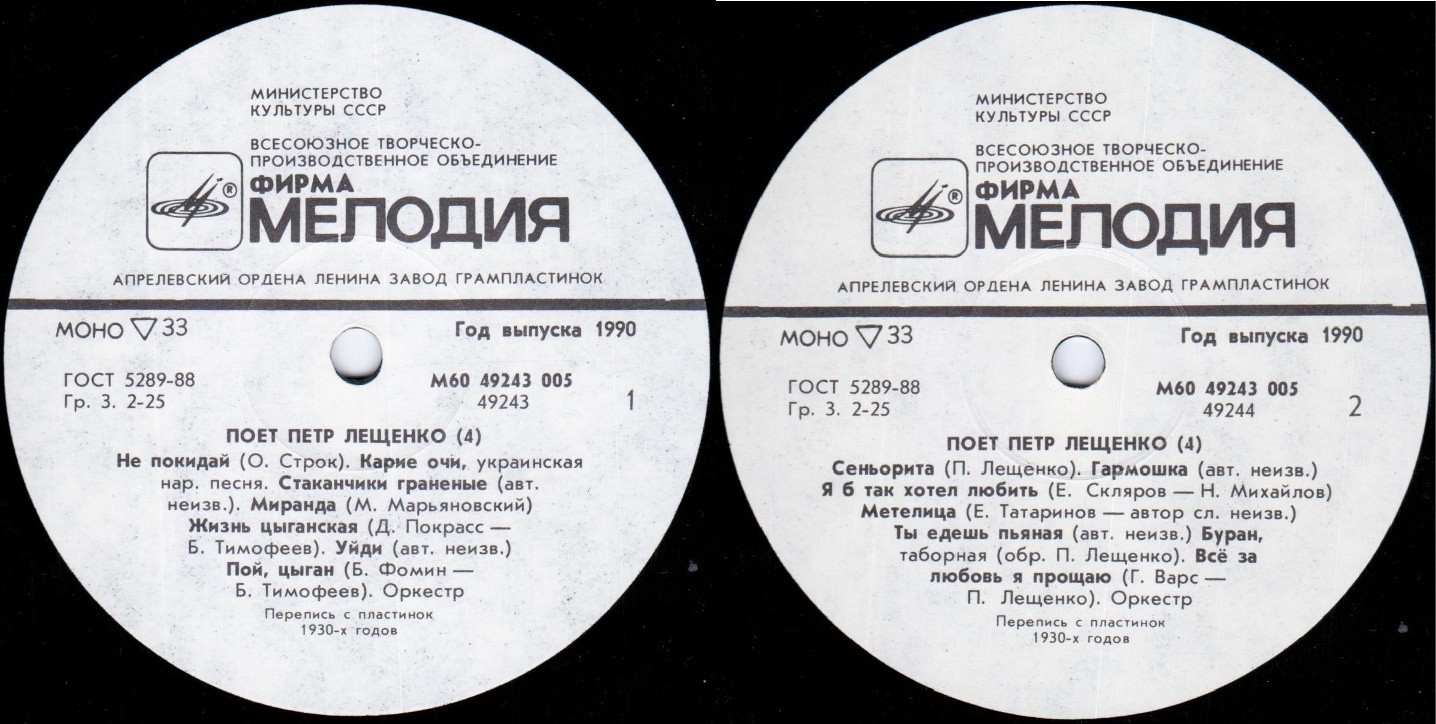 МИНИСТЕРСТВО
КУЛЬТУРЫ СССР
ВСЕСОЮЗНОЕ ТВОРЧЕСКО-
ПРОИЗВОДСТВЕННОЕ ОБЪЕДИНЕНИЕ
®
ФИРМА
МЕЛОДИЯ
АПРЕЛЕВСКИЙ ОРДЕНА ЛЕНИНА ЗАВОД ГРАМПЛАСТИНОК
МОНО ▽ 33 Год выпуска 1990
ГОСТ 5289-88 М60 49243 005
Гр. 3. 2-25 49243 1
ПОЕТ ПЕТР ЛЕЩЕНКО (4)
Не покидай (О. Строк). Карие очи, украинская
нар. песня. Стаканчики граненые (авт.
неизв.). Миранда (М. Марьяновский)
Жизнь цыганская (Д. Покрасс —
Б. Тимофеев). Уйди (авт. неизв.)
Пой, цыган (Б. Фомин —
Б. Тимофеев). Оркестр
Перепись с пластинок
1930-х годов
МИНИСТЕРСТВО
КУЛЬТУРЫ СССР
ВСЕСОЮЗНОЕ ТВОРЧЕСКО-
ПРОИЗВОДСТВЕННОЕ ОБЪЕДИНЕНИЕ
®
ФИРМА
МЕЛОДИЯ
АПРЕЛЕВСКИЙ ОРДЕНА ЛЕНИНА ЗАВОД ГРАМПЛАСТИНОК
МОНО ▽ 33 Год выпуска 1990
ГОСТ 5289-88 М60 49243 005
Гр. 3. 2-25 49244 2
ПОЕТ ПЕТР ЛЕЩЕНКО (4)
Сеньорита (П. Лещенко). Гармошка (авт. неизв.)
Я б так хотел любить (Е. Скляров — Н. Михайлов)
Метелица (Е. Татаринов — автор сл. неизв.)
Ты едешь пьяная (авт. неизв.) Буран,
таборная (обр. П. Лещенко). Всё за
любовь я прощаю (Г. Варс —
П. Лещенко). Оркестр
Перепись с пластинок
1930-х годов